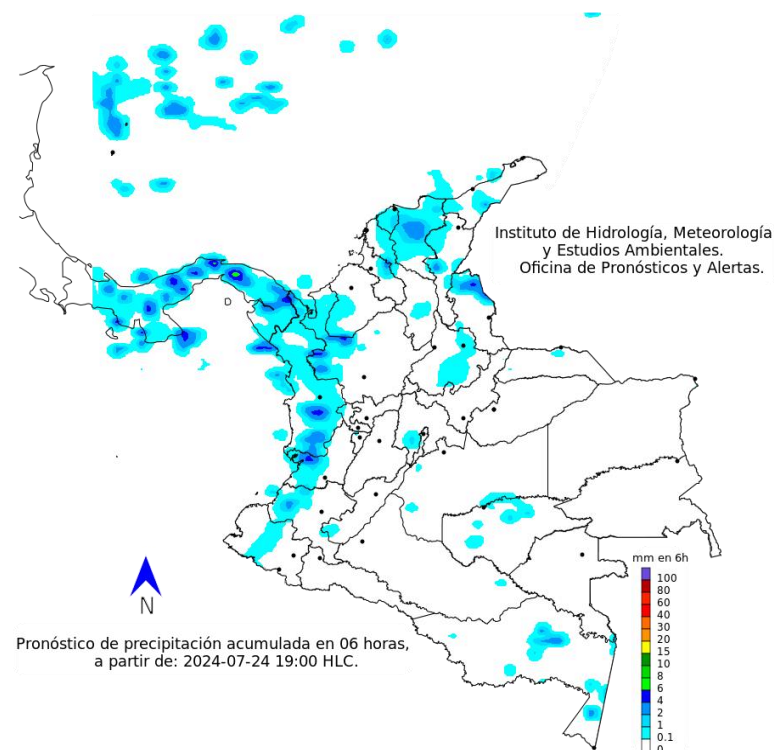 Instituto de Hidrología, Meteorología
y Estudios Ambientales.
Oficina de Pronósticos y Alertas.
N
Pronóstico de precipitación acumulada en 06 horas,
a partir de: 2024-07-24 19:00 HLC.
mm en 6h
100
80
60
40
30
20
15
10
8
6
4
2
1
0.1
0